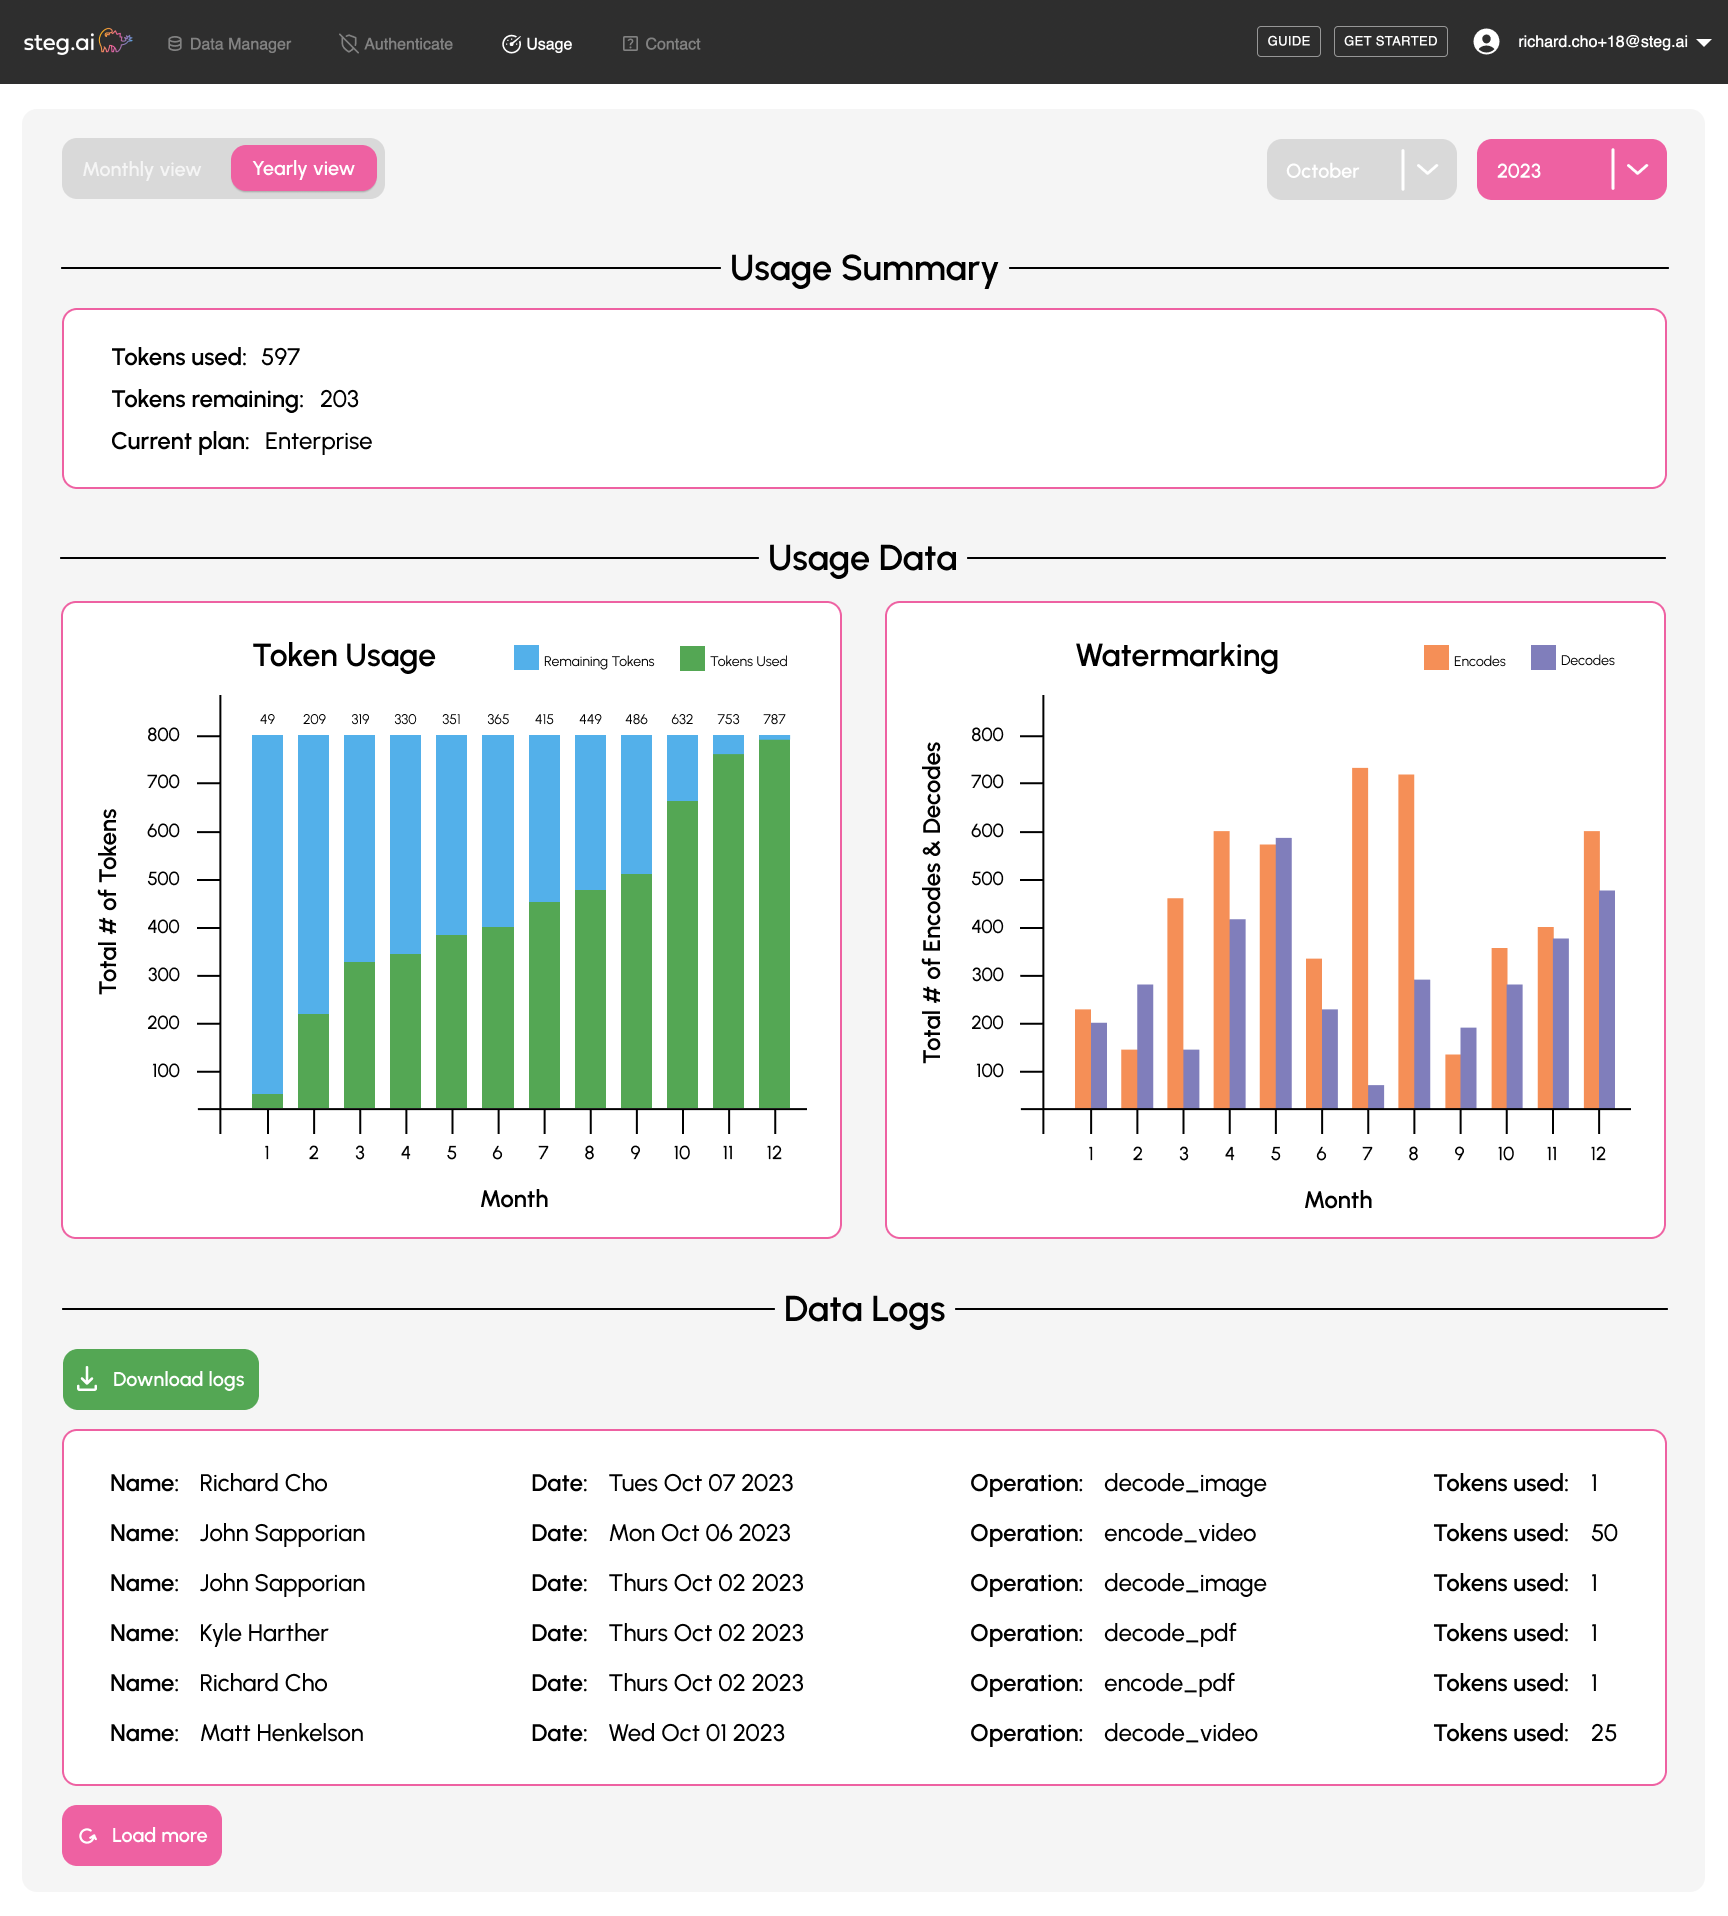 steg.ai Data Manager Authenticate Usage Contact GUIDE GET STARTED richard.cho+18@steg.ai
Monthly view Yearly view October 2023
Usage Summary
Tokens used: 597
Tokens remaining: 203
Current plan: Enterprise
Usage Data
Token Usage Remaining Tokens Tokens Used
49 209 319 330 351 365 415 449 486 632 753 787
800
700
600
500
400
300
200
100
Total # of Tokens
1 2 3 4 5 6 7 8 9 10 11 12
Month
Watermarking Encodes Decodes
800
700
600
500
400
300
200
100
Total # of Encodes & Decodes
1 2 3 4 5 6 7 8 9 10 11 12
Month
Data Logs
Download logs
Name: Richard Cho Date: Tues Oct 07 2023 Operation: decode_image Tokens used: 1
Name: John Sapporian Date: Mon Oct 06 2023 Operation: encode_video Tokens used: 50
Name: John Sapporian Date: Thurs Oct 02 2023 Operation: decode_image Tokens used: 1
Name: Kyle Harther Date: Thurs Oct 02 2023 Operation: decode_pdf Tokens used: 1
Name: Richard Cho Date: Thurs Oct 02 2023 Operation: encode_pdf Tokens used: 1
Name: Matt Henkelson Date: Wed Oct 01 2023 Operation: decode_video Tokens used: 25
Load more